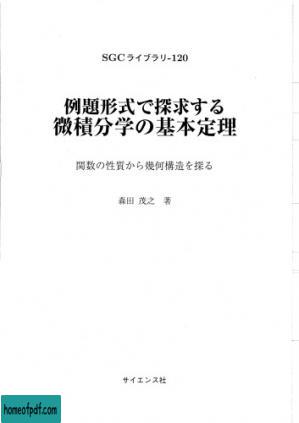 SGCライブラリ-120
例題形式で探求する
微積分学の基本定理
関数の性質から幾何構造を探る
森田 茂之 著
サイエンス社
homeofpdf.com